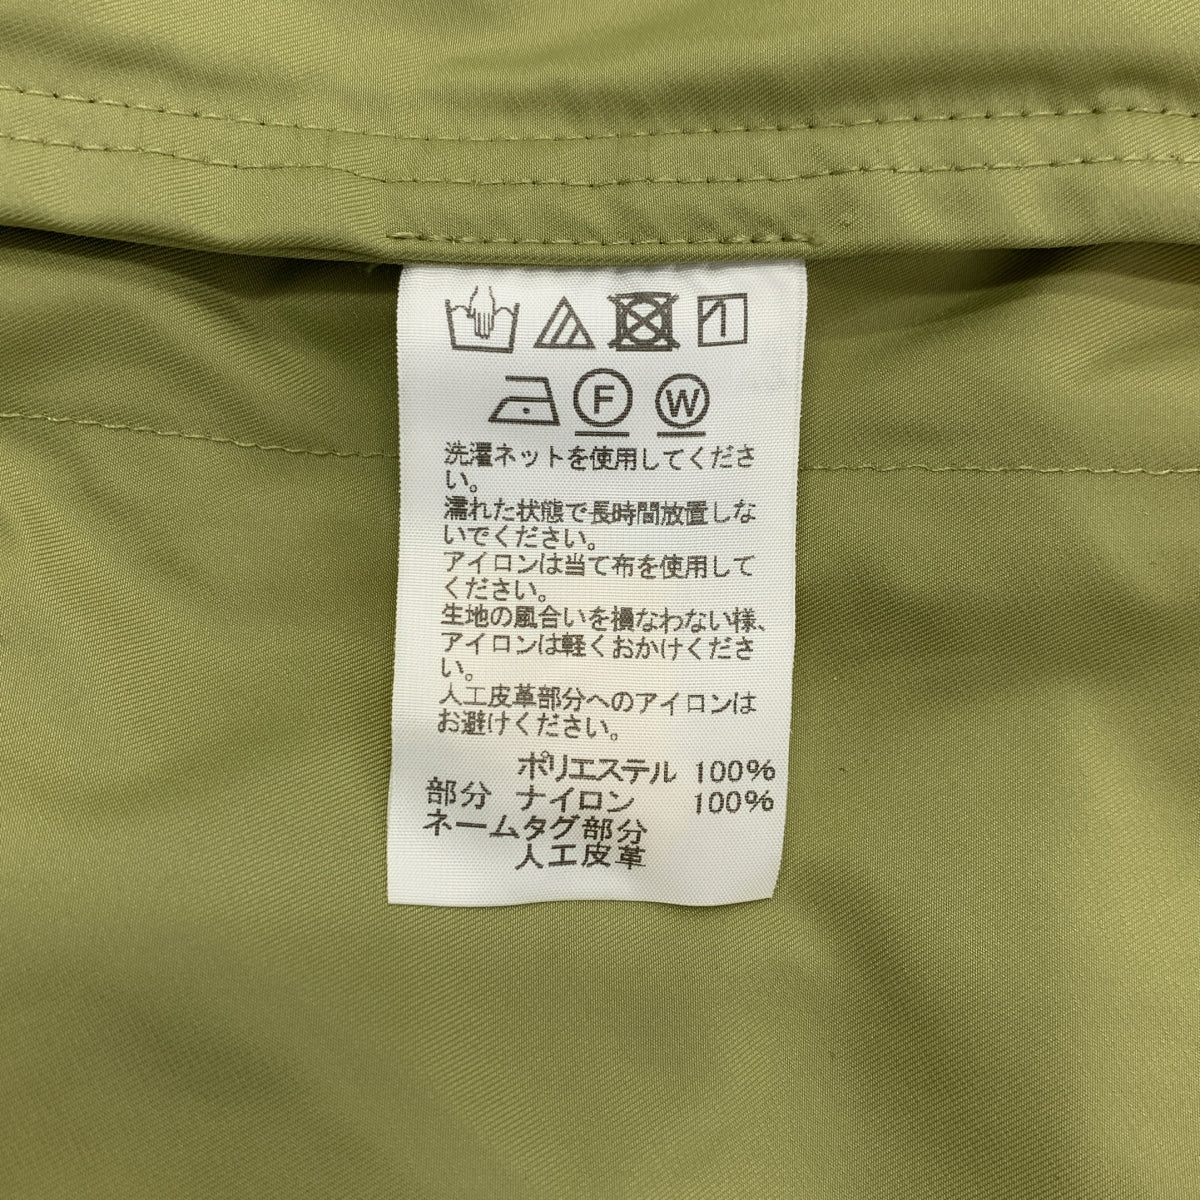 F W
洗濯ネットを使用してくださ
い。
濡れた状態で長時間放置しな
いでください。
アイロンは当て布を使用して
ください。
生地の風合いを損なわない様、
アイロンは軽くおかけくださ
い。
人工皮革部分へのアイロンは
お避けください。
ポリエステル 100%
部分 ナイロン 100%
ネームタグ部分
人工皮革